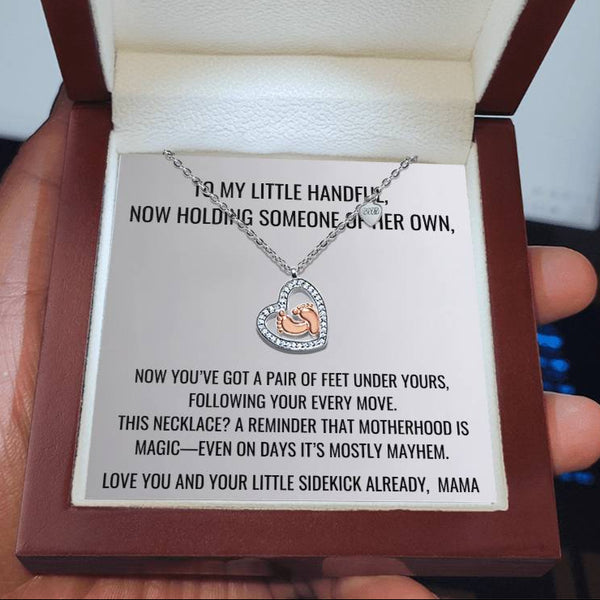 TO MY LITTLE HANDFUL,
NOW HOLDING SOMEONE OF HER OWN,
NOW YOU'VE GOT A PAIR OF FEET UNDER YOURS,
FOLLOWING YOUR EVERY MOVE.
THIS NECKLACE? A REMINDER THAT MOTHERHOOD IS
MAGIC—EVEN ON DAYS IT'S MOSTLY MAYHEM.
LOVE YOU AND YOUR LITTLE SIDEKICK ALREADY, MAMA